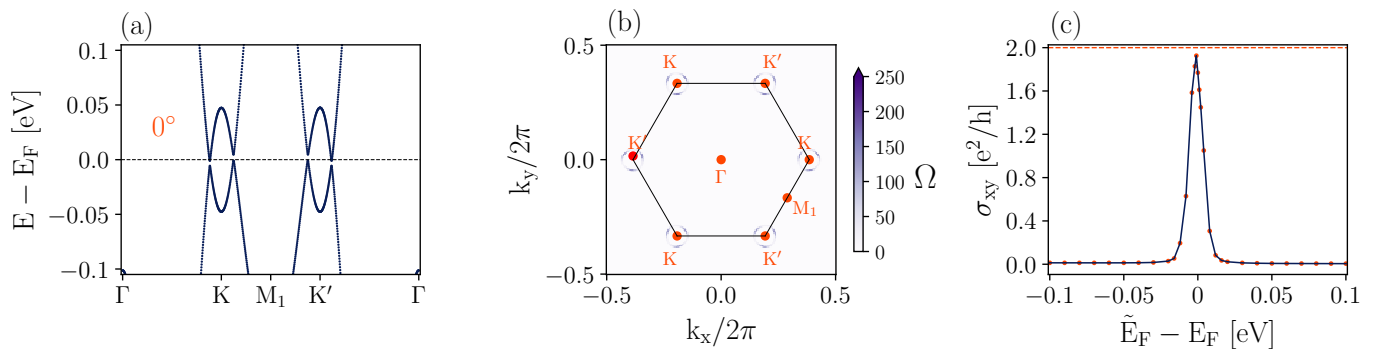 (a)
E − E_F [eV]
0.1
0.05
0.0
−0.05
−0.1
0°
Γ
K
M₁
K′
Γ
(b)
k_y/2π
0.5
0.0
−0.5
K
K′
K′
K
Γ
M₁
K
K′
−0.5
0.0
0.5
k_x/2π
250
200
150
100
50
0
Ω
(c)
σ_xy [e²/h]
2.0
1.6
1.2
0.8
0.4
0.0
−0.1
−0.05
0
0.05
0.1
Ẽ_F − E_F [eV]